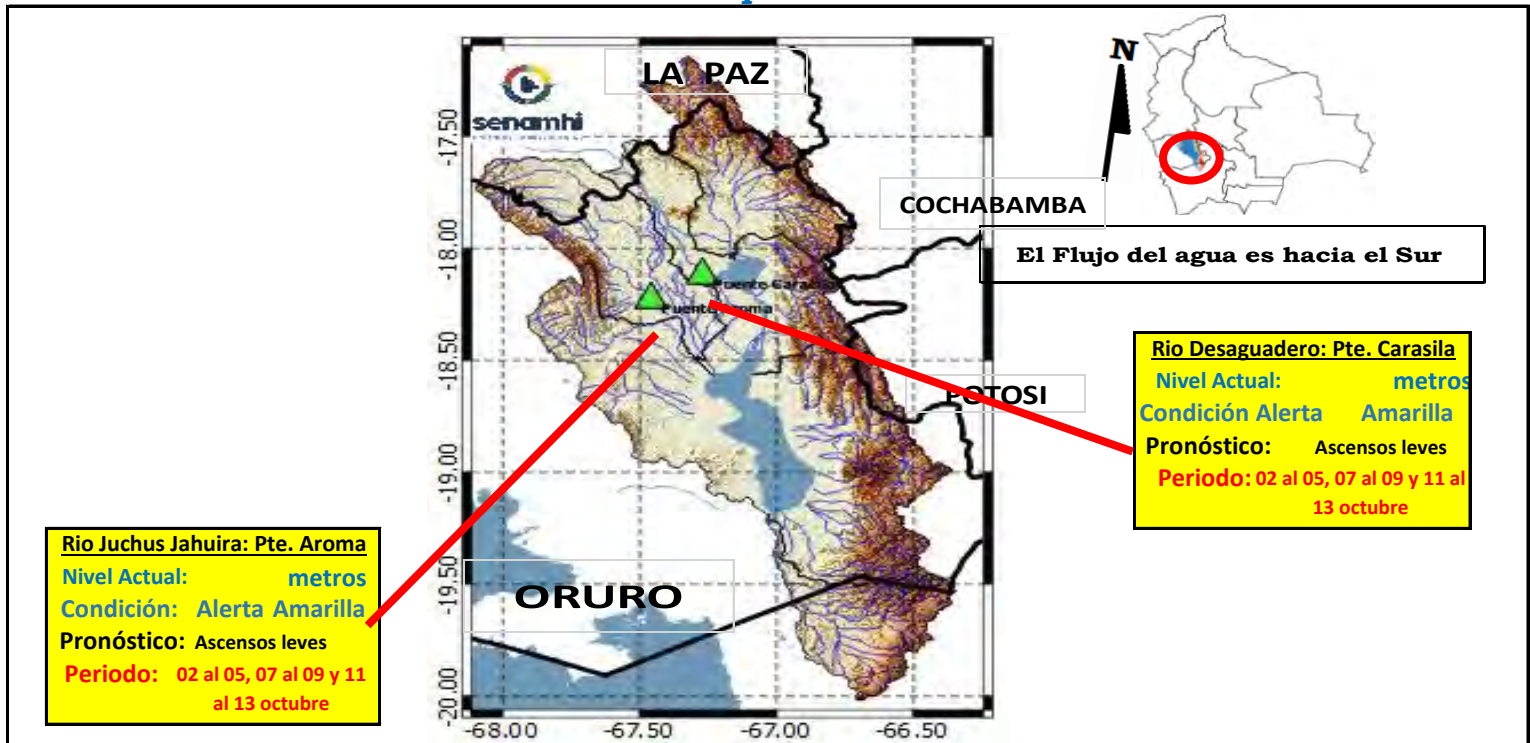 LA PAZ
senamhi
N
COCHABAMBA
El Flujo del agua es hacia el Sur
POTOSI
ORURO
Rio Desaguadero: Pte. Carasila
Nivel Actual: metros
Condición Alerta Amarilla
Pronóstico: Ascensos leves
Periodo: 02 al 05, 07 al 09 y 11 al
13 octubre
Rio Juchus Jahuira: Pte. Aroma
Nivel Actual: metros
Condición: Alerta Amarilla
Pronóstico: Ascensos leves
Periodo: 02 al 05, 07 al 09 y 11
al 13 octubre
-17.50
-18.00
-18.50
-19.00
-19.50
-20.00
-68.00 -67.50 -67.00 -66.50